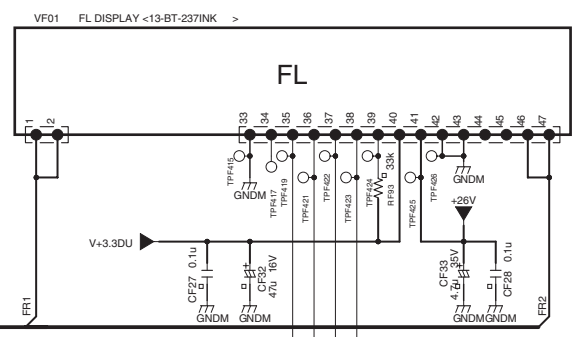 VF01 FL DISPLAY <13-BT-237INK >
FL
1 2 33 34 35 36 37 38 39 40 41 42 43 44 45 46 47
TPF415
TPF417
TPF419
TPF421
TPF422
TPF423
TPF424
33k
RF93
TPF425
TPF426
GNDM
GNDM
+26V
V+3.3DU
CF27 0.1u
CF32 47u 16V
CF33 4.7u 35V
CF28 0.1u
GNDM
GNDM
GNDM
GNDM
FR1
FR2